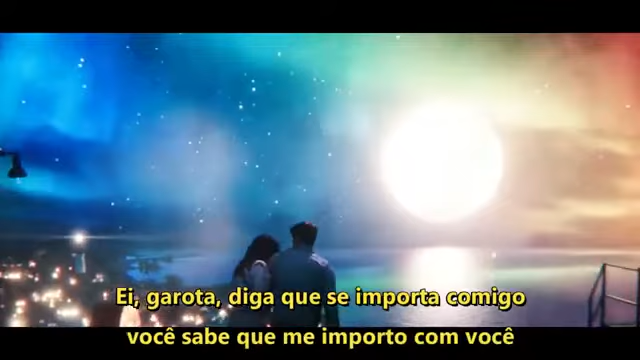 Ei, garota, diga que se importa comigo
você sabe que me importo com você